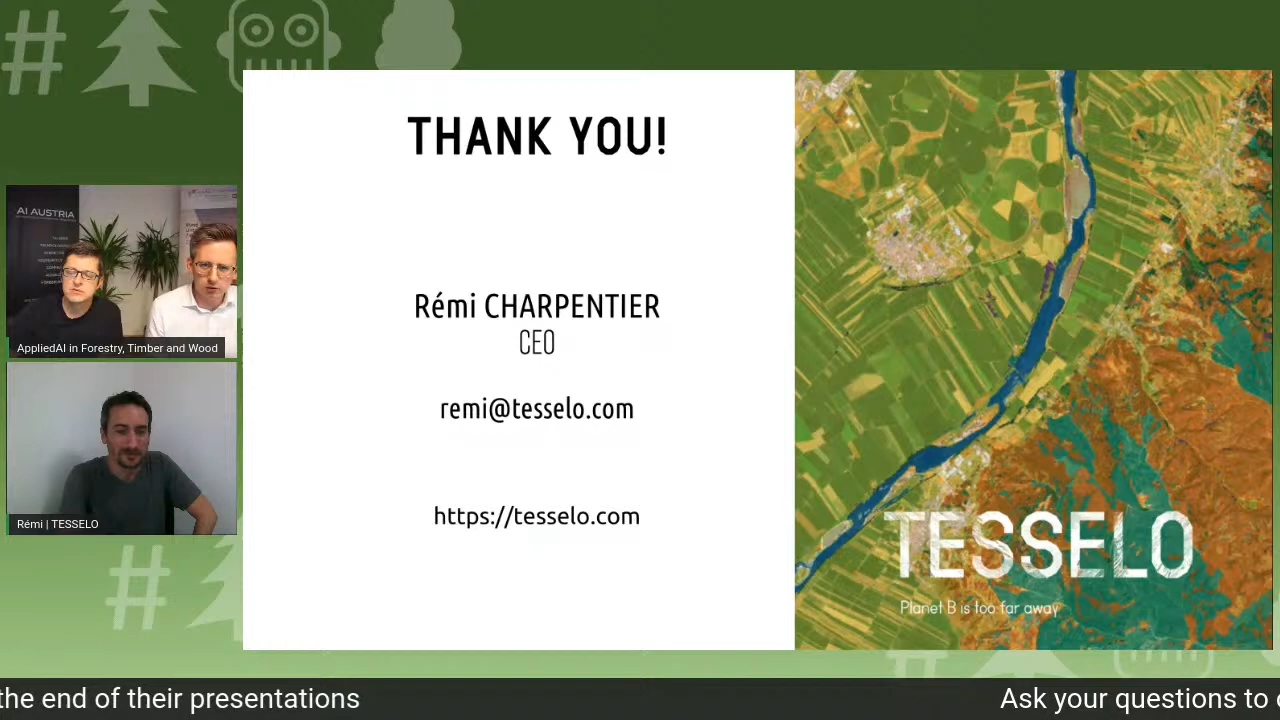 #
AI AUSTRIA
AppliedAI in Forestry, Timber and Wood
Rémi | TESSELO
THANK YOU!
Rémi CHARPENTIER
CEO
remi@tesselo.com
https://tesselo.com
TESSELO
Planet B is too far away
#
the end of their presentations
Ask your questions to